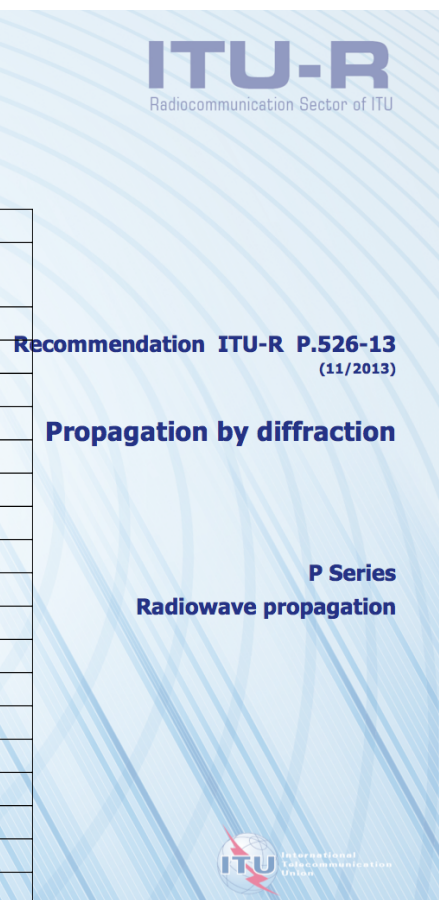 ITU-R
Radiocommunication Sector of ITU
Recommendation ITU-R P.526-13
(11/2013)
Propagation by diffraction
P Series
Radiowave propagation
ITU
International
Telecommunication
Union